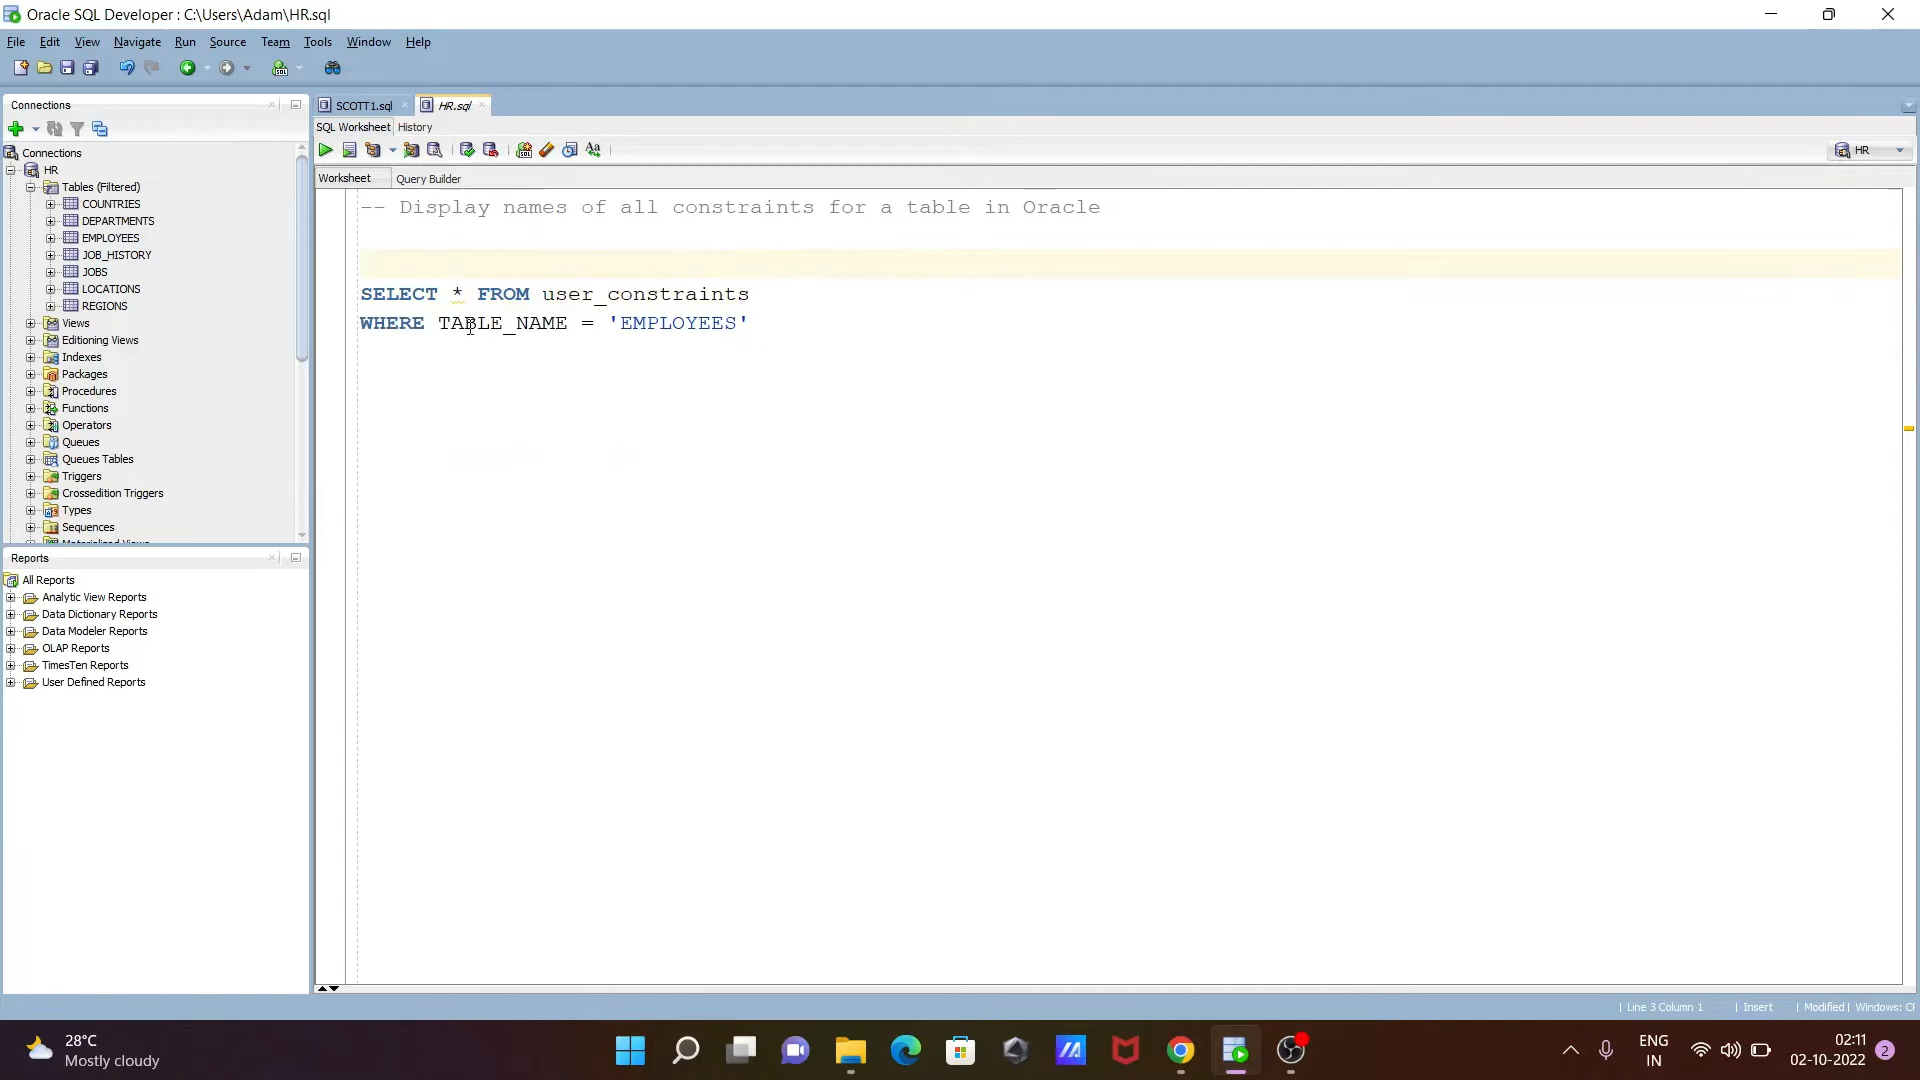 Oracle SQL Developer : C:\Users\Adam\HR.sql
File Edit View Navigate Run Source Team Tools Window Help
Connections
SCOTT1.sql HR.sql
SQL Worksheet History
HR
Worksheet Query Builder
Connections
HR
Tables (Filtered)
COUNTRIES
DEPARTMENTS
EMPLOYEES
JOB_HISTORY
JOBS
LOCATIONS
REGIONS
Views
Editioning Views
Indexes
Packages
Procedures
Functions
Operators
Queues
Queues Tables
Triggers
Crossedition Triggers
Types
Sequences
-- Display names of all constraints for a table in Oracle
SELECT * FROM user_constraints
WHERE TABLE_NAME = 'EMPLOYEES'
Reports
All Reports
Analytic View Reports
Data Dictionary Reports
Data Modeler Reports
OLAP Reports
TimesTen Reports
User Defined Reports
| Line 3 Column 1 | Insert | Modified | Windows: C
28°C
Mostly cloudy
ENG
IN
02:11
02-10-2022
2